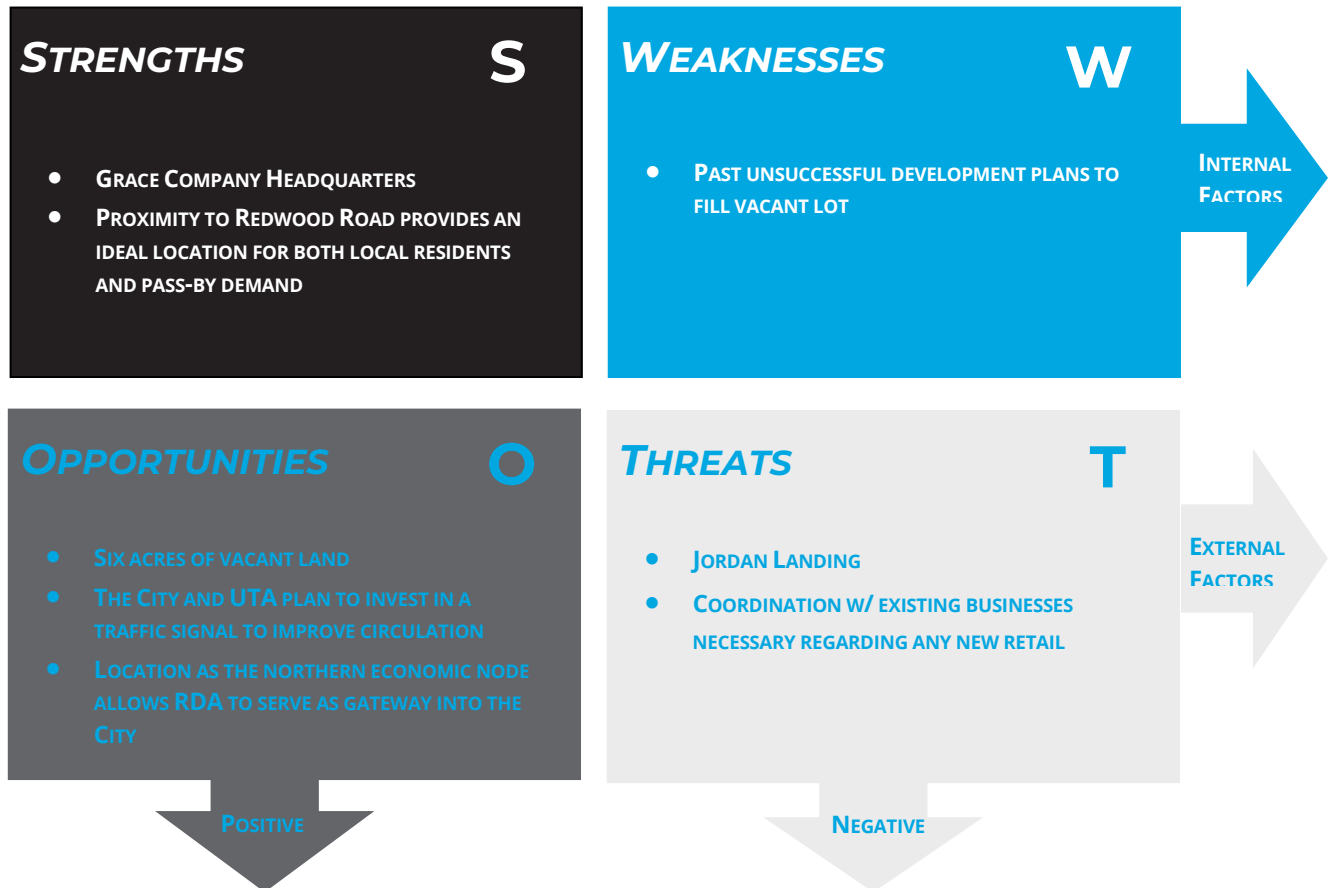 STRENGTHS S
• GRACE COMPANY HEADQUARTERS
• PROXIMITY TO REDWOOD ROAD PROVIDES AN
IDEAL LOCATION FOR BOTH LOCAL RESIDENTS
AND PASS-BY DEMAND
WEAKNESSES W
• PAST UNSUCCESSFUL DEVELOPMENT PLANS TO
FILL VACANT LOT
INTERNAL
FACTORS
OPPORTUNITIES O
• SIX ACRES OF VACANT LAND
• THE CITY AND UTA PLAN TO INVEST IN A
TRAFFIC SIGNAL TO IMPROVE CIRCULATION
• LOCATION AS THE NORTHERN ECONOMIC NODE
ALLOWS RDA TO SERVE AS GATEWAY INTO THE
CITY
THREATS T
• JORDAN LANDING
• COORDINATION W/ EXISTING BUSINESSES
NECESSARY REGARDING ANY NEW RETAIL
EXTERNAL
FACTORS
POSITIVE
NEGATIVE